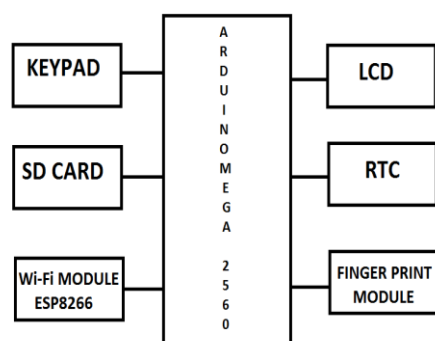 KEYPAD
SD CARD
Wi-Fi MODULE
ESP8266
A
R
D
U
I
N
O
M
E
G
A
2
5
6
0
LCD
RTC
FINGER PRINT
MODULE